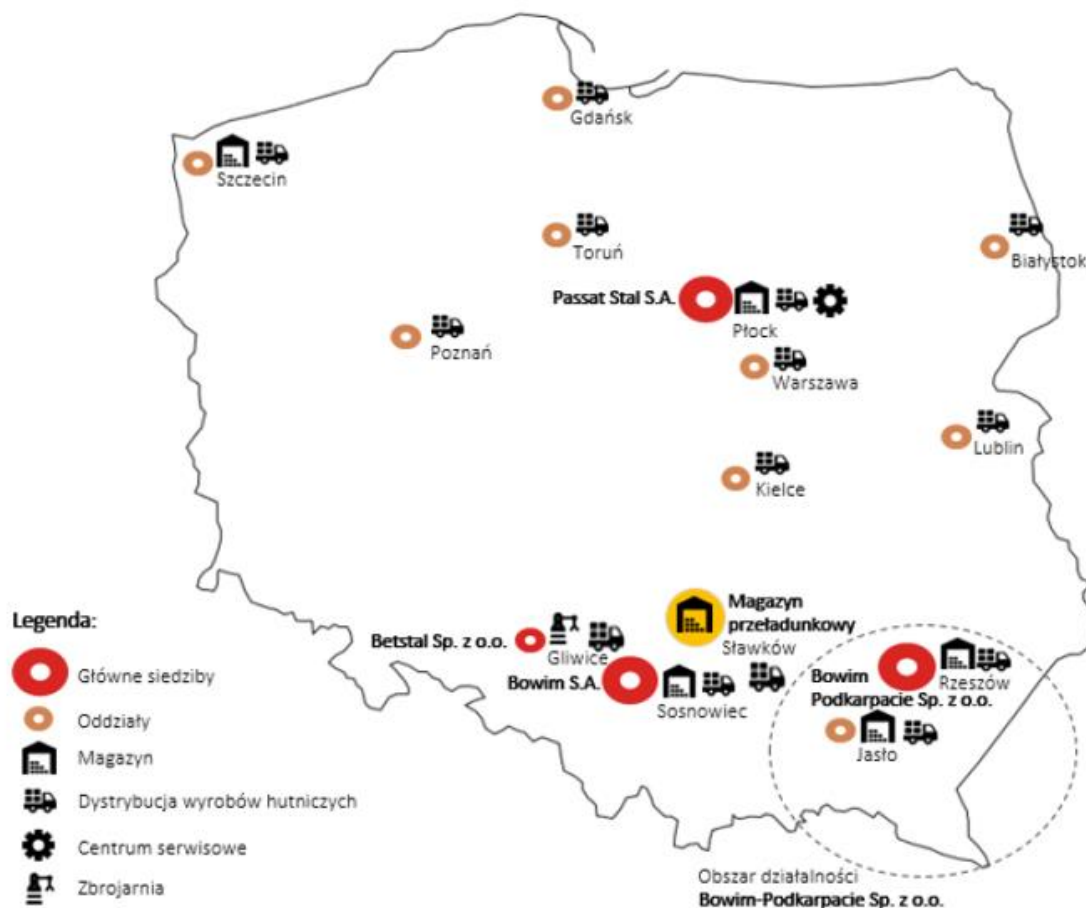 Gdańsk
Szczecin
Toruń
Białystok
Passat Stal S.A.
Płock
Poznań
Warszawa
Lublin
Kielce
Magazyn
przeładunkowy
Sławków
Betstal Sp. z o.o.
Gliwice
Bowim S.A.
Sosnowiec
Bowim
Podkarpacie Sp. z o.o.
Rzeszów
Jasło
Obszar działalności
Bowim-Podkarpacie Sp. z o.o.
Legenda:
Główne siedziby
Oddziały
Magazyn
Dystrybucja wyrobów hutniczych
Centrum serwisowe
Zbrojarnia